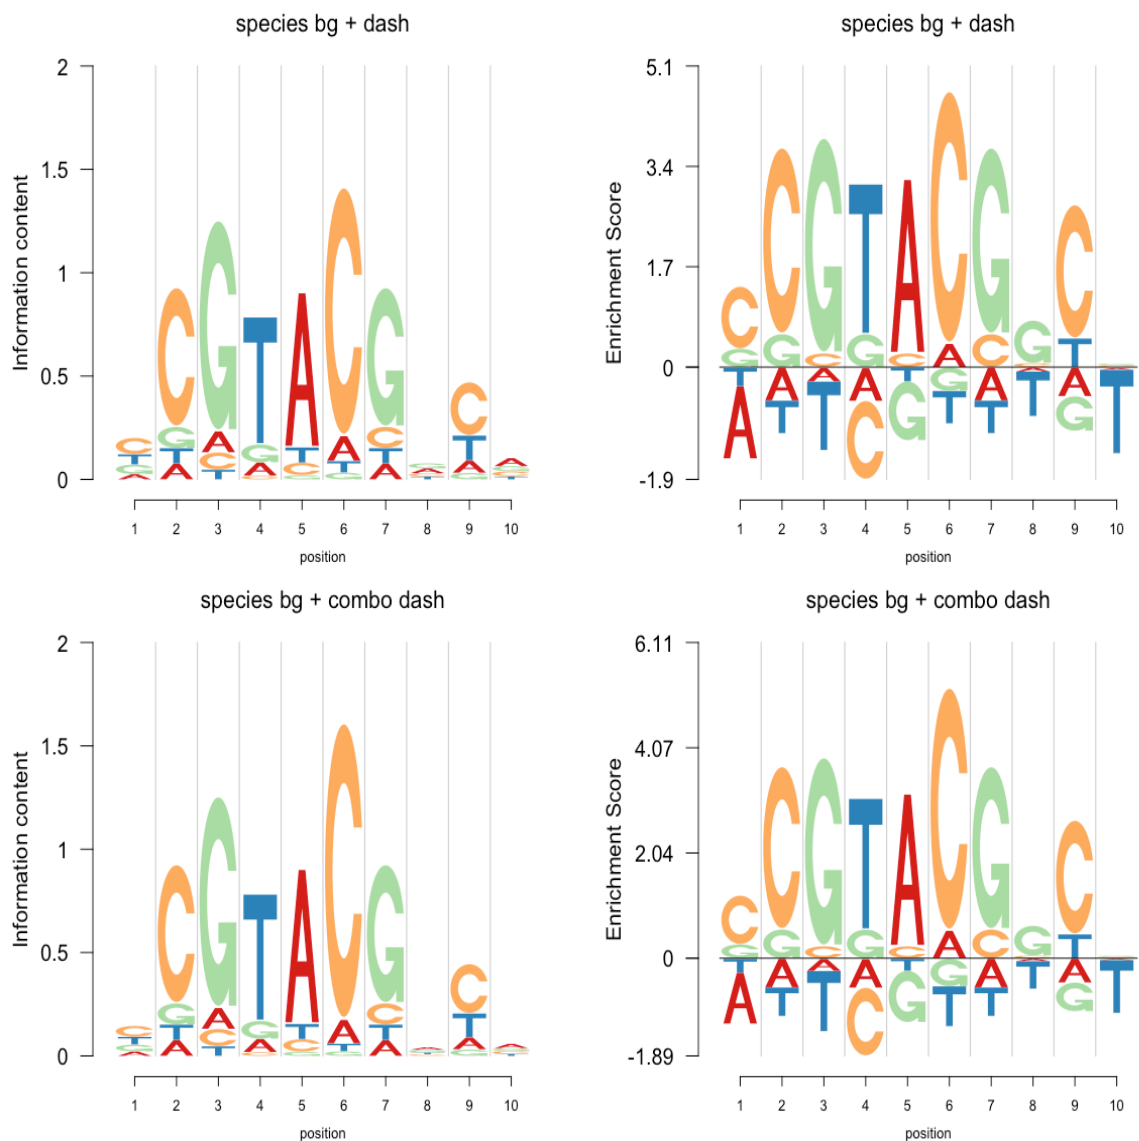 species bg + dash
species bg + dash
2
1.5
1
0.5
0
Information content
1 2 3 4 5 6 7 8 9 10
position
5.1
3.4
1.7
0
-1.9
Enrichment Score
1 2 3 4 5 6 7 8 9 10
position
species bg + combo dash
species bg + combo dash
2
1.5
1
0.5
0
Information content
1 2 3 4 5 6 7 8 9 10
position
6.11
4.07
2.04
0
-1.89
Enrichment Score
1 2 3 4 5 6 7 8 9 10
position